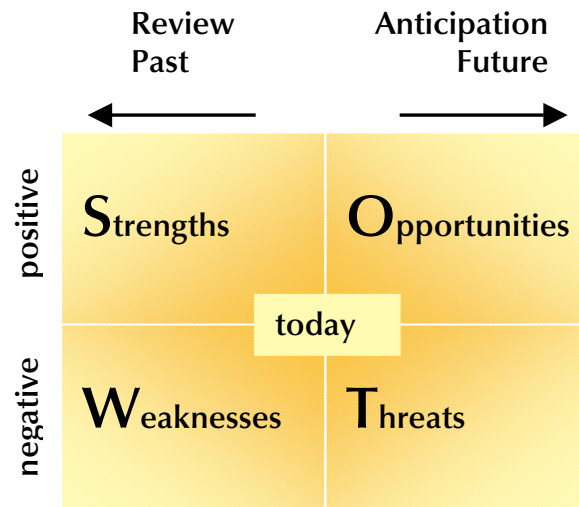 Review
Past
Anticipation
Future
positive
Strengths
Opportunities
today
negative
Weaknesses
Threats